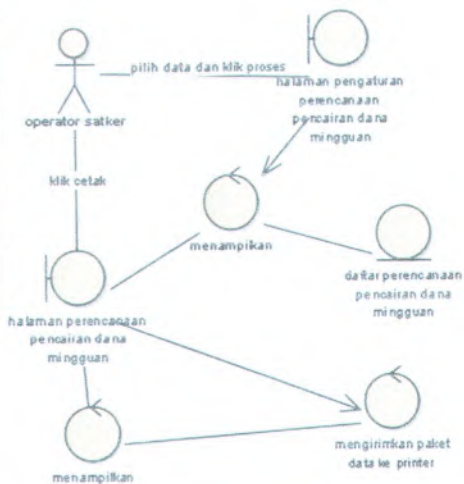 pilih data dan klik proses
halaman pengaturan
perencanaan
pencairan dana
mingguan
operator satker
klik cetak
menampilkan
daftar perencanaan
pencairan dana
mingguan
halaman perencanaan
pencairan dana
mingguan
mengirimkan paket
data ke printer
menampilkan